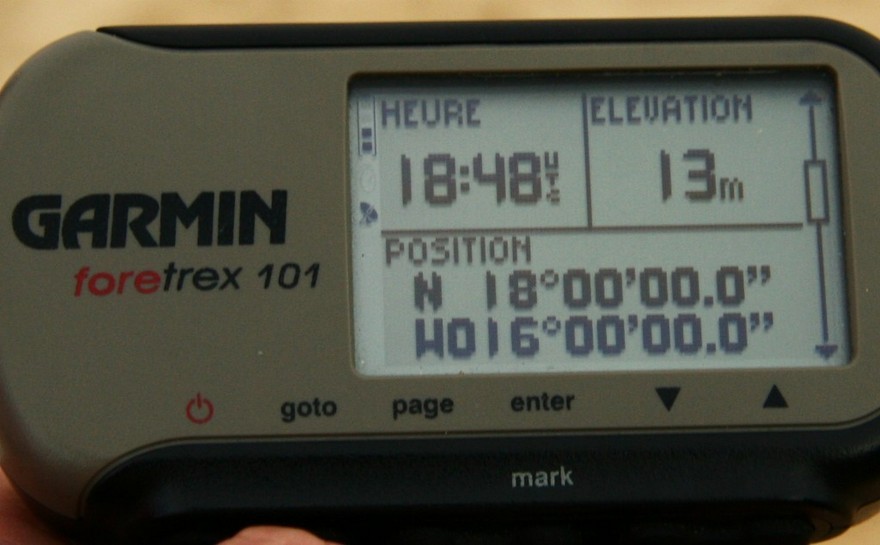 HEURE
18:48 UTC
ELEVATION
13m
POSITION
N 18°00'00.0"
W016°00'00.0"
GARMIN
foretrex 101
goto
page
enter
mark